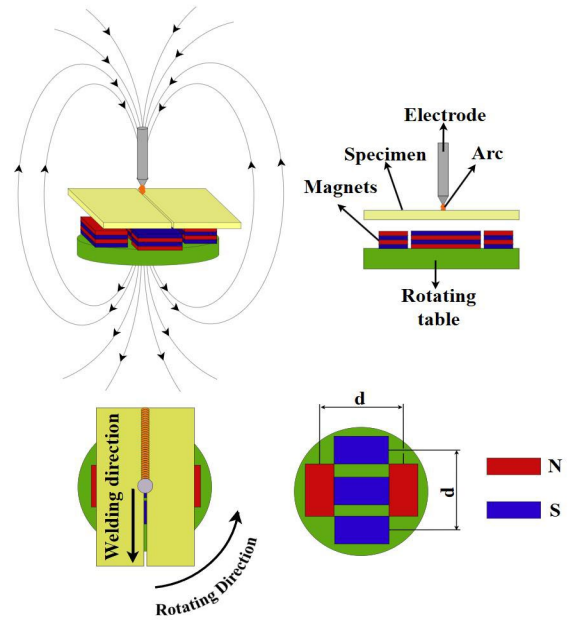 Electrode
Specimen
Arc
Magnets
Rotating
table
d
Welding direction
d
N
S
Rotating Direction